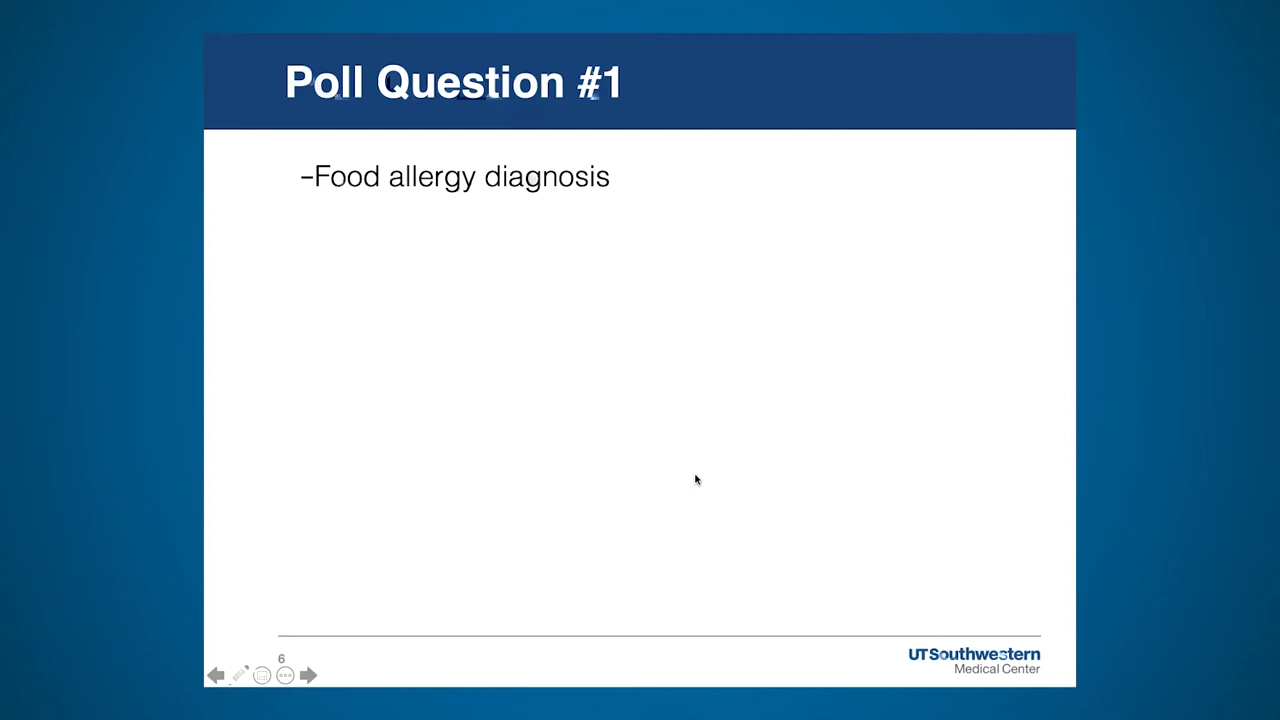 Poll Question #1
–Food allergy diagnosis
6
UTSouthwestern
Medical Center